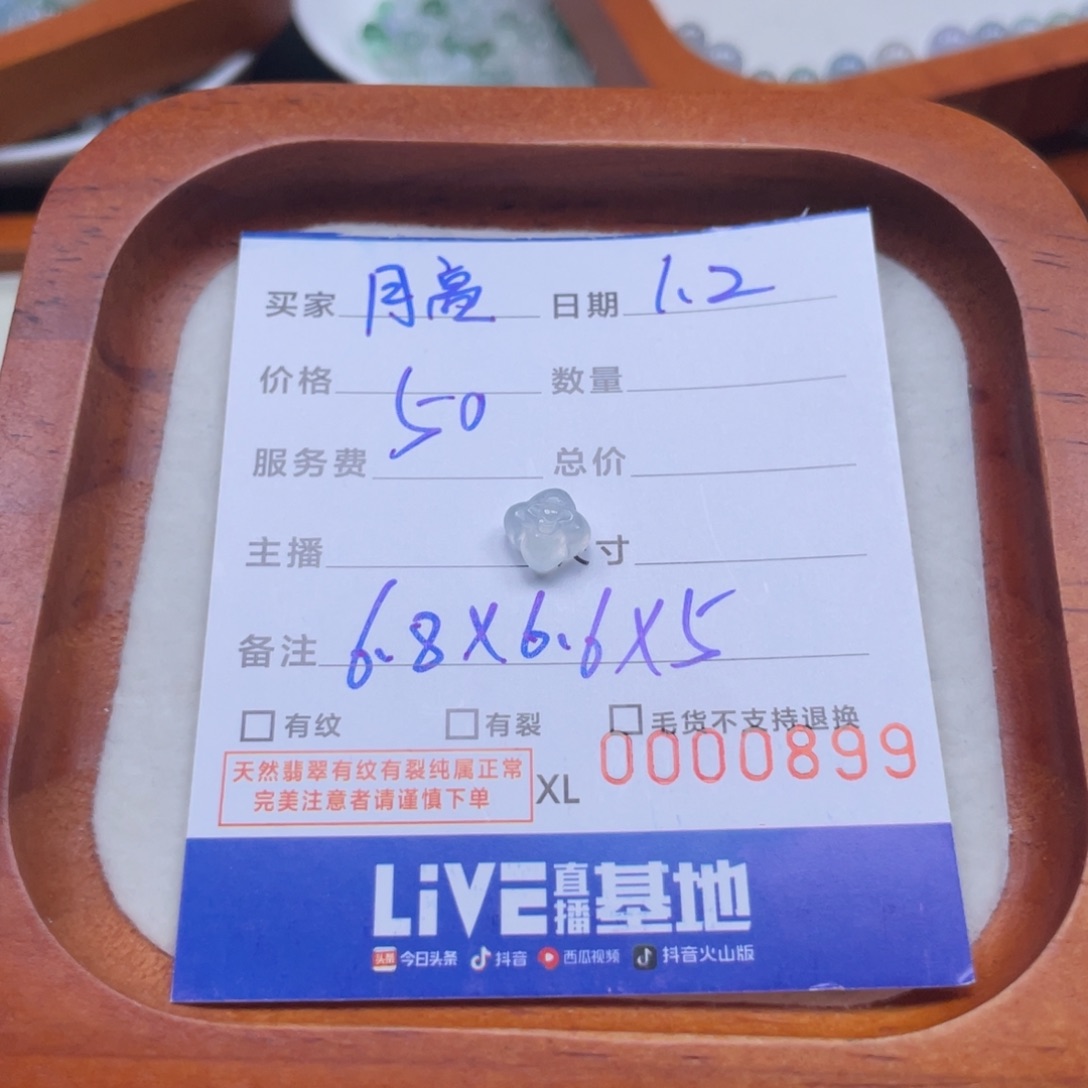 买家 月亮 日期 1.2
价格 50 数量
服务费 总价
主播 寸
备注 6.8X6.6X5
□有纹 □有裂 □毛货不支持退换
0000899
天然翡翠有纹有裂纯属正常
完美注意者请谨慎下单
XL
LiVE直播基地
头条 今日头条 抖音 西瓜视频 抖音火山版